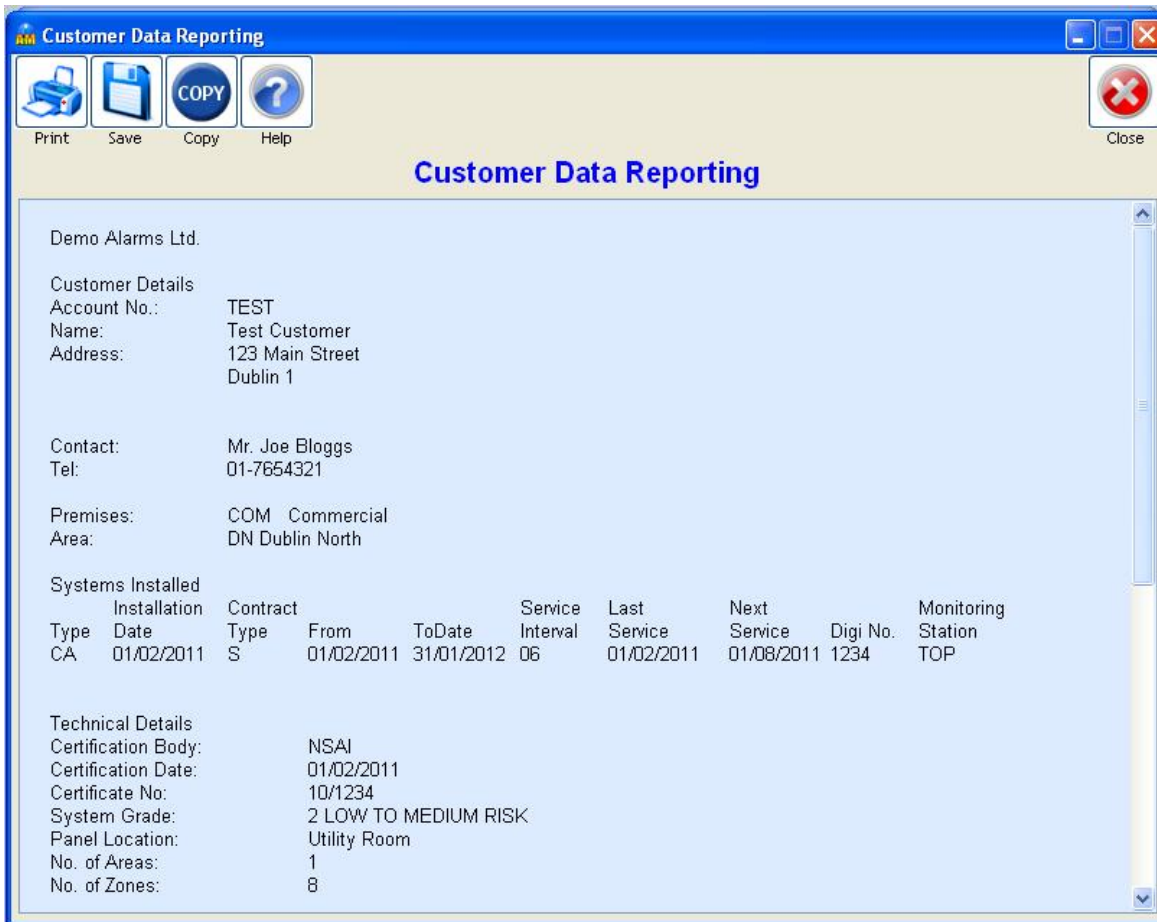 Customer Data Reporting
COPY
Print Save Copy Help Close
Customer Data Reporting
Demo Alarms Ltd.
Customer Details
Account No.: TEST
Name: Test Customer
Address: 123 Main Street
Dublin 1
Contact: Mr. Joe Bloggs
Tel: 01-7654321
Premises: COM Commercial
Area: DN Dublin North
Systems Installed
Installation Contract Service Last Next Monitoring
Type Date Type From ToDate Interval Service Service Digi No. Station
CA 01/02/2011 S 01/02/2011 31/01/2012 06 01/02/2011 01/08/2011 1234 TOP
Technical Details
Certification Body: NSAI
Certification Date: 01/02/2011
Certificate No: 10/1234
System Grade: 2 LOW TO MEDIUM RISK
Panel Location: Utility Room
No. of Areas: 1
No. of Zones: 8